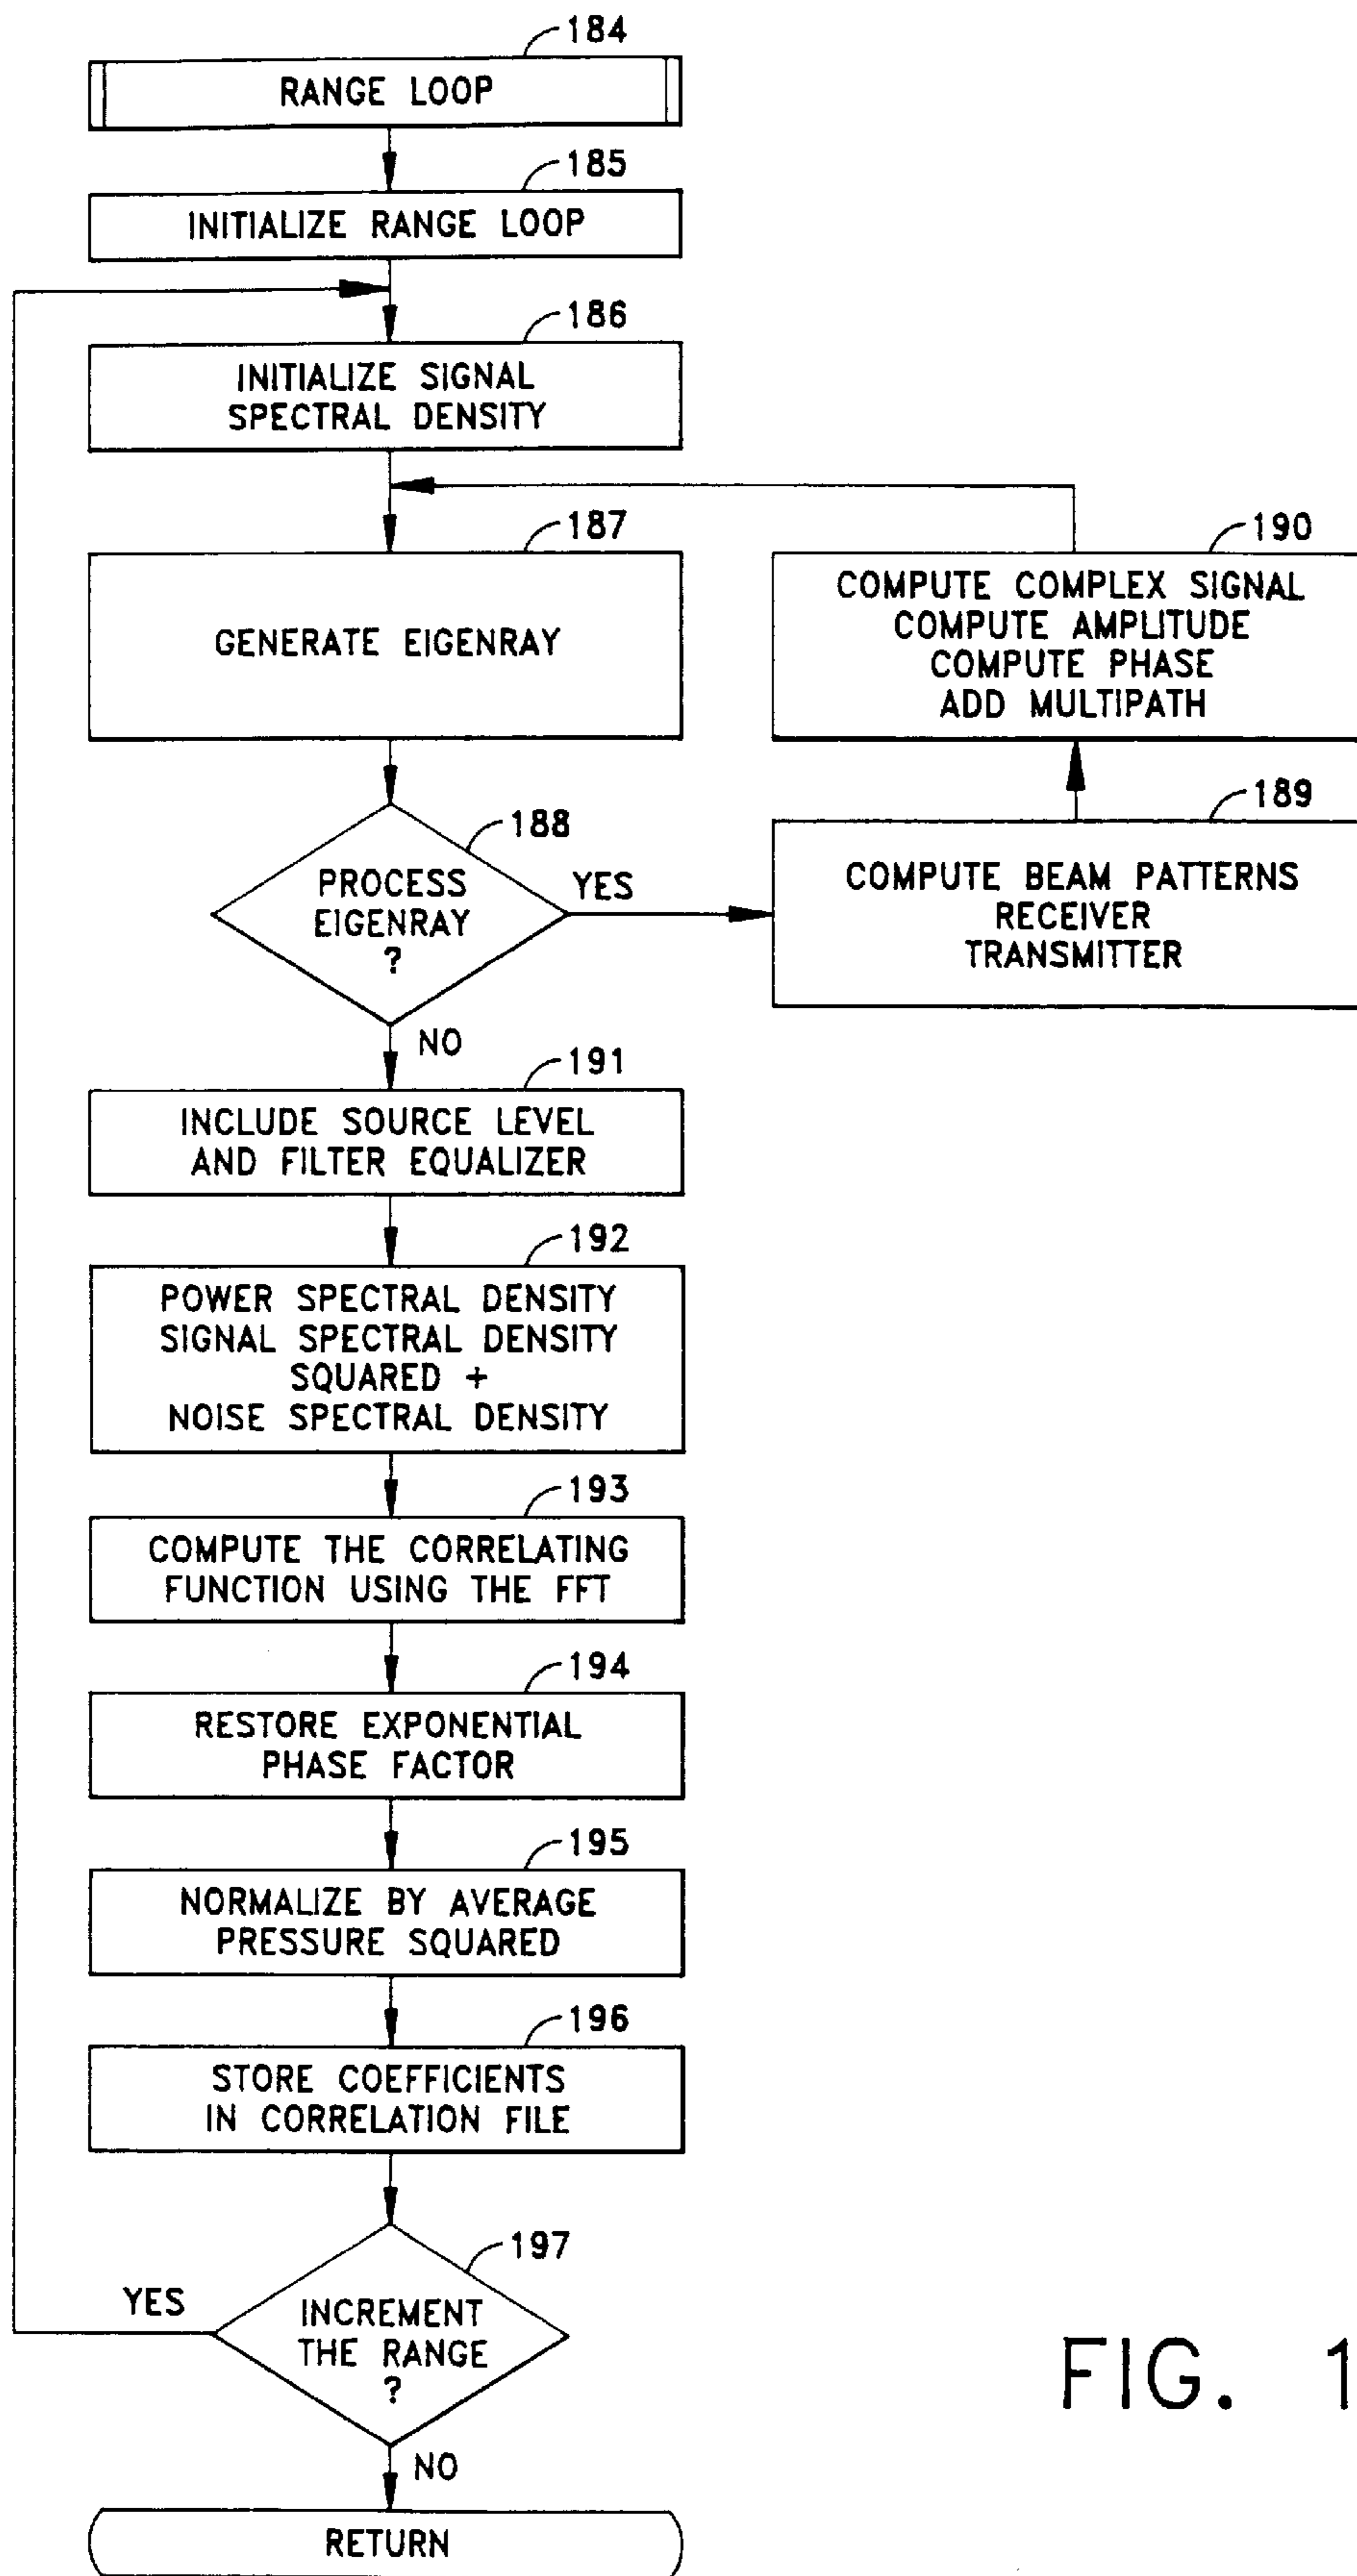 184
RANGE LOOP
185
INITIALIZE RANGE LOOP
186
INITIALIZE SIGNAL
SPECTRAL DENSITY
187
GENERATE EIGENRAY
190
COMPUTE COMPLEX SIGNAL
COMPUTE AMPLITUDE
COMPUTE PHASE
ADD MULTIPATH
188
PROCESS
EIGENRAY
?
YES
189
COMPUTE BEAM PATTERNS
RECEIVER
TRANSMITTER
NO
191
INCLUDE SOURCE LEVEL
AND FILTER EQUALIZER
192
POWER SPECTRAL DENSITY
SIGNAL SPECTRAL DENSITY
SQUARED +
NOISE SPECTRAL DENSITY
193
COMPUTE THE CORRELATING
FUNCTION USING THE FFT
194
RESTORE EXPONENTIAL
PHASE FACTOR
195
NORMALIZE BY AVERAGE
PRESSURE SQUARED
196
STORE COEFFICIENTS
IN CORRELATION FILE
197
YES
INCREMENT
THE RANGE
?
NO
RETURN
FIG. 1